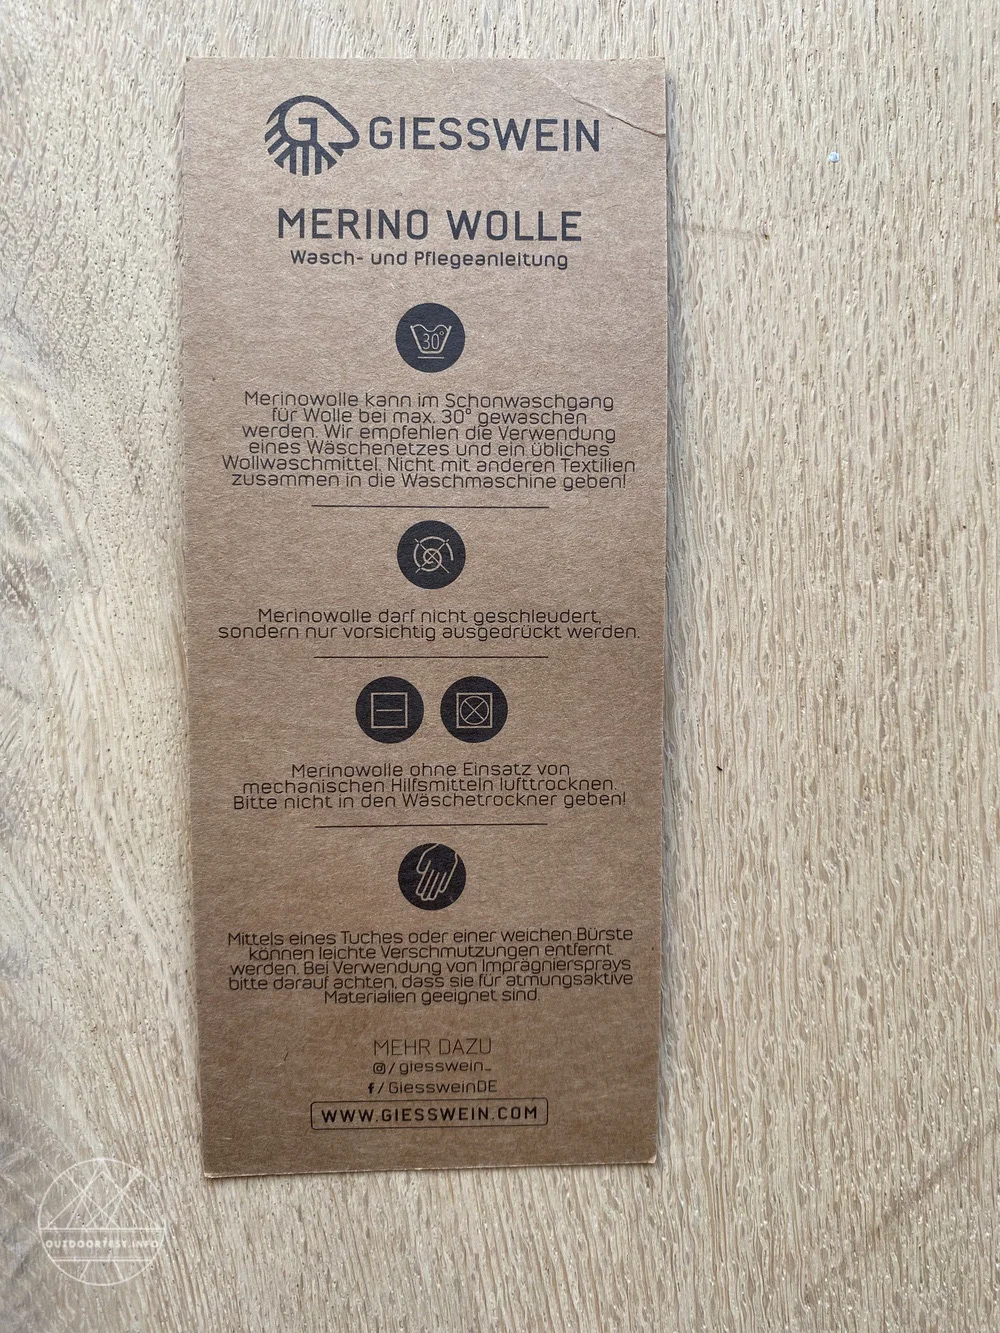 GIESSWEIN
MERINO WOLLE
Wasch- und Pflegeanleitung
30°
Merinowolle kann im Schonwaschgang
für Wolle bei max. 30° gewaschen
werden. Wir empfehlen die Verwendung
eines Wäschenetzes und ein übliches
Wollwaschmittel. Nicht mit anderen Textilien
zusammen in die Waschmaschine geben!
Merinowolle darf nicht geschleudert,
sondern nur vorsichtig ausgedrückt werden.
Merinowolle ohne Einsatz von
mechanischen Hilfsmitteln lufttrocknen.
Bitte nicht in den Wäschetrockner geben!
Mittels eines Tuches oder einer weichen Bürste
können leichte Verschmutzungen entfernt
werden. Bei Verwendung von Imprägniersprays
bitte darauf achten, dass sie für atmungsaktive
Materialien geeignet sind.
MEHR DAZU
/ giesswein_
f / GiessweinDE
WWW.GIESSWEIN.COM
OUTDOORTEST.INFO